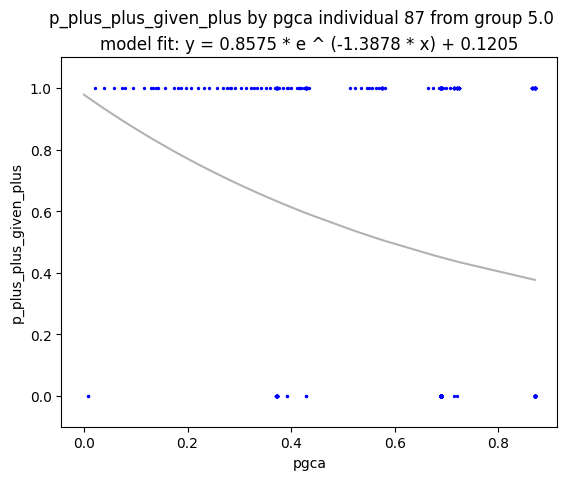 p_plus_plus_given_plus by pgca individual 87 from group 5.0
model fit: y = 0.8575 * e ^ (-1.3878 * x) + 0.1205
1.0
0.8
0.6
0.4
0.2
0.0
p_plus_plus_given_plus
0.0 0.2 0.4 0.6 0.8
pgca